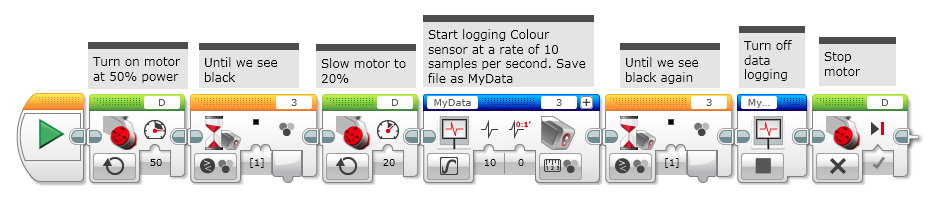 Turn on motor
at 50% power
Until we see
black
Slow motor to
20%
Start logging Colour
sensor at a rate of 10
samples per second. Save
file as MyData
Until we see
black again
Turn off
data
logging
Stop
motor
D
3
D
MyData
3
3
My...
D
0:1'
50
[1]
20
10
0
123
[1]